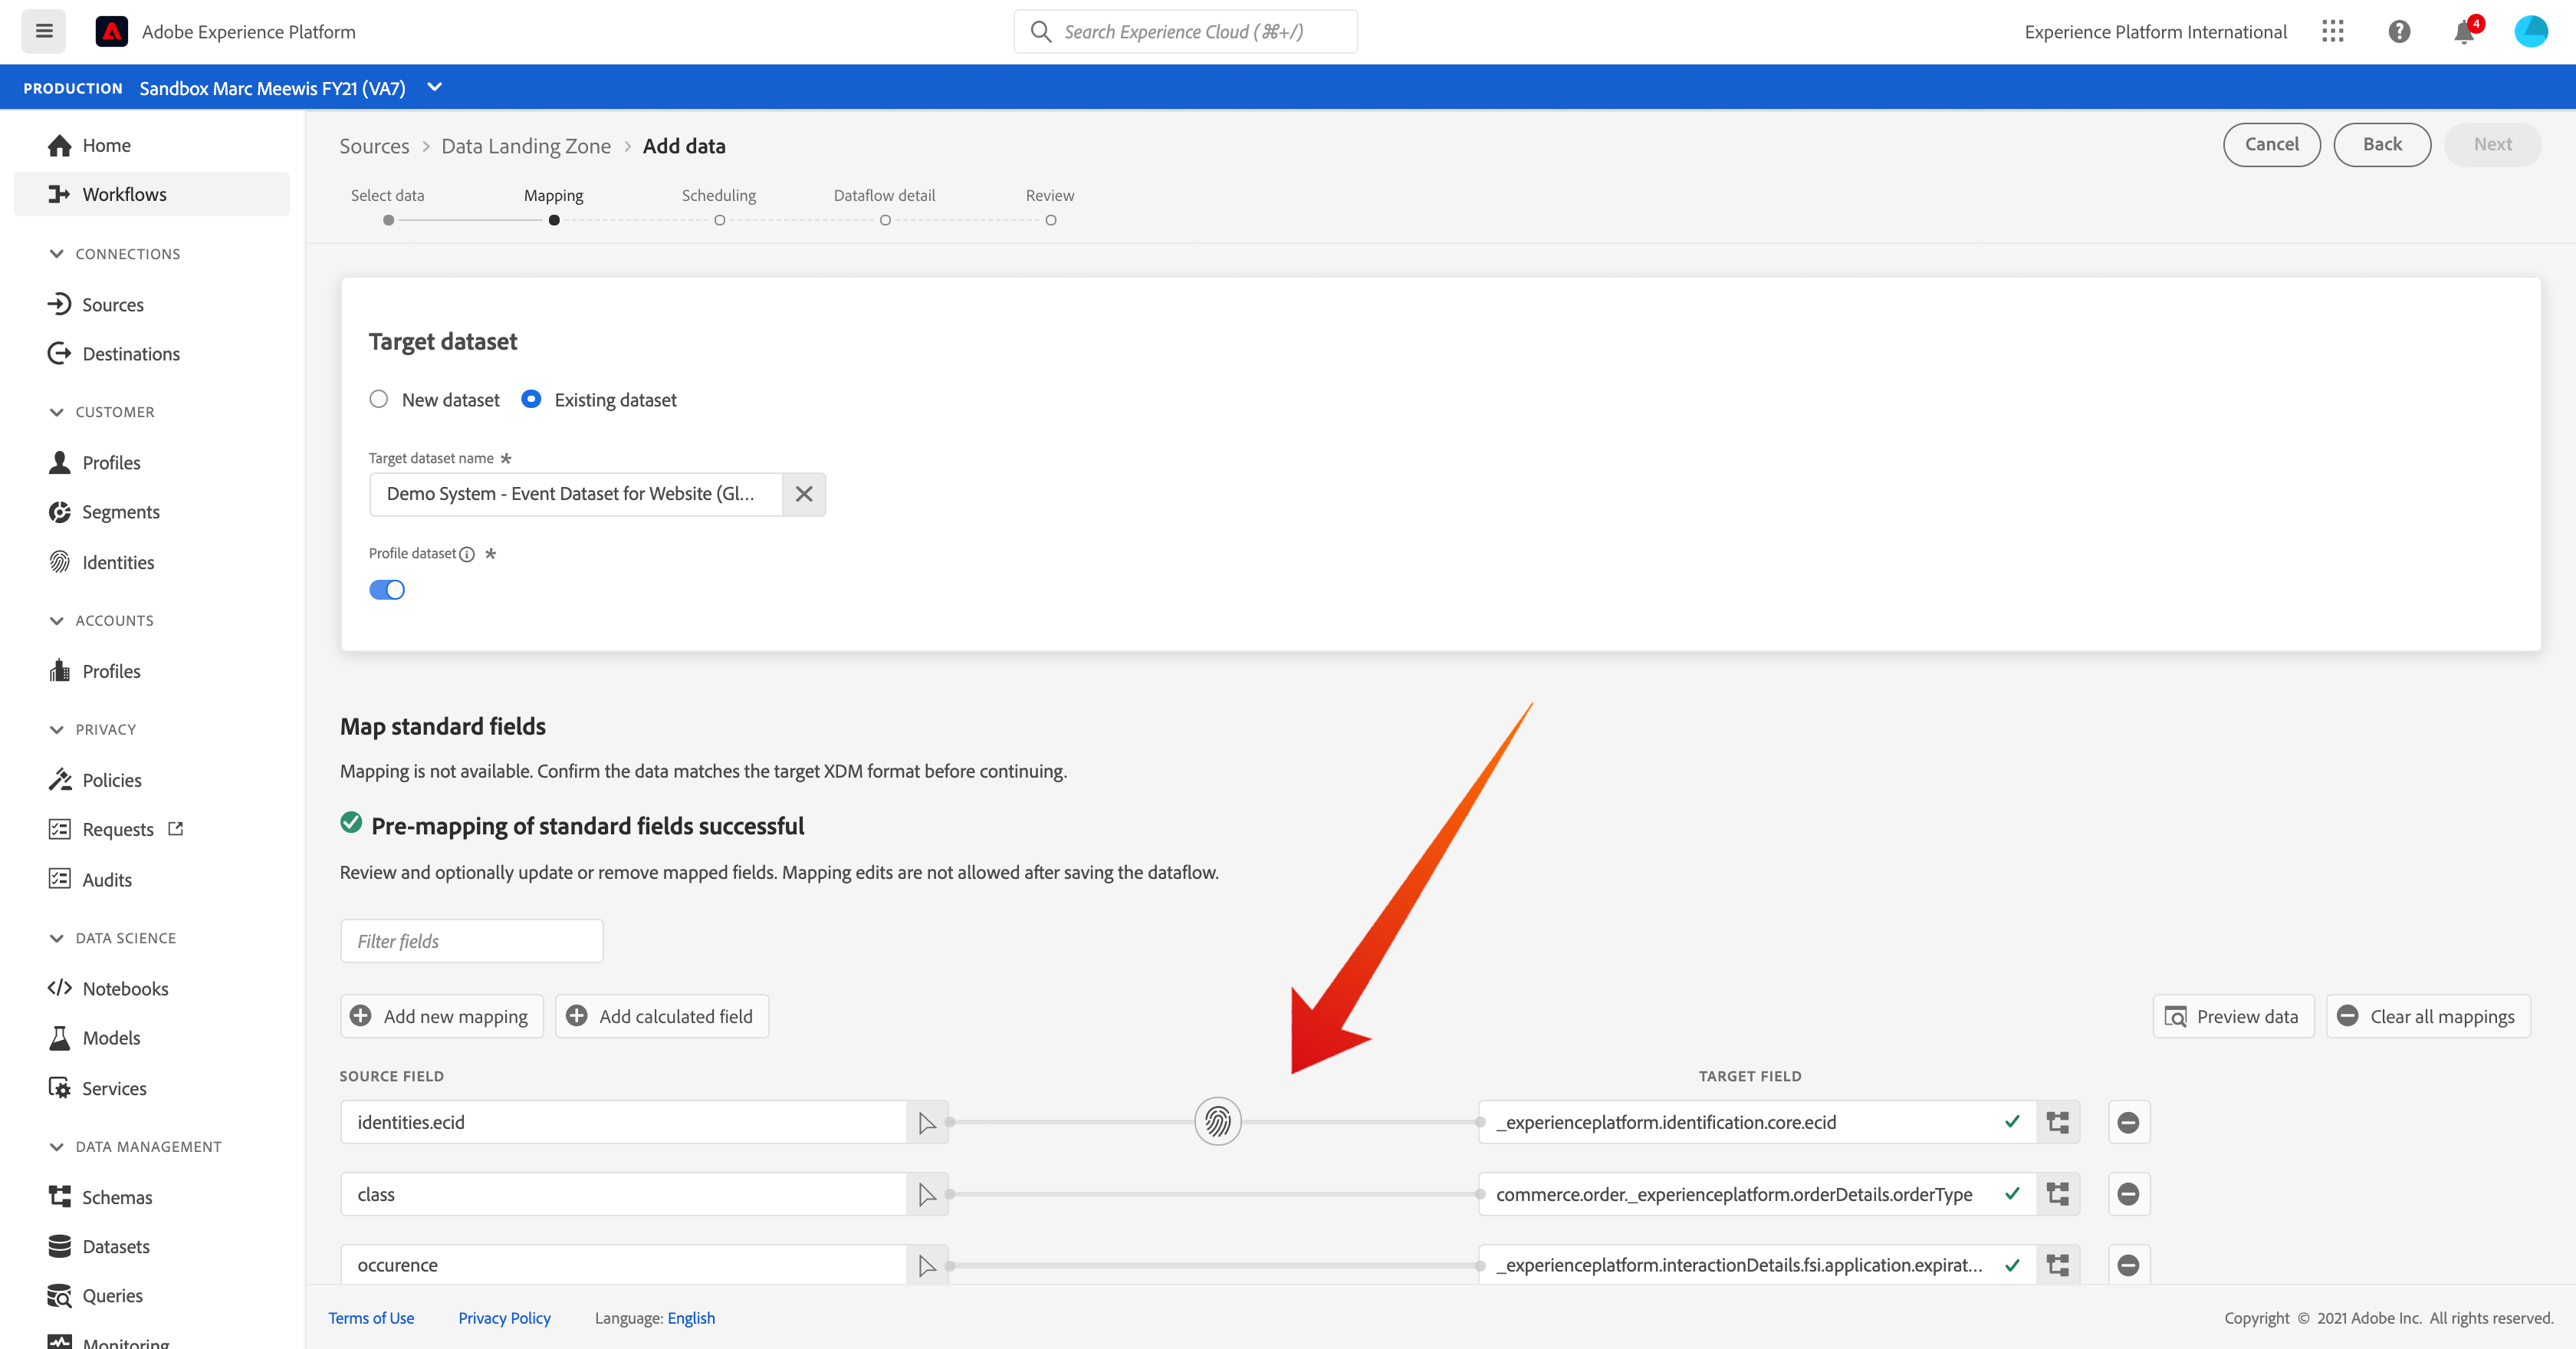 Adobe Experience Platform
Search Experience Cloud (⌘+/)
Experience Platform International
4
PRODUCTION Sandbox Marc Meewis FY21 (VA7)
Home
Workflows
CONNECTIONS
Sources
Destinations
CUSTOMER
Profiles
Segments
Identities
ACCOUNTS
Profiles
PRIVACY
Policies
Requests
Audits
DATA SCIENCE
Notebooks
Models
Services
DATA MANAGEMENT
Schemas
Datasets
Queries
Monitoring
Sources > Data Landing Zone > Add data
Cancel
Back
Next
Select data
Mapping
Scheduling
Dataflow detail
Review
Target dataset
New dataset
Existing dataset
Target dataset name *
Demo System - Event Dataset for Website (Gl...
Profile dataset *
Map standard fields
Mapping is not available. Confirm the data matches the target XDM format before continuing.
Pre-mapping of standard fields successful
Review and optionally update or remove mapped fields. Mapping edits are not allowed after saving the dataflow.
Filter fields
Add new mapping
Add calculated field
Preview data
Clear all mappings
SOURCE FIELD
TARGET FIELD
identities.ecid
_experienceplatform.identification.core.ecid
class
commerce.order._experienceplatform.orderDetails.orderType
occurence
_experienceplatform.interactionDetails.fsi.application.expirat...
Terms of Use
Privacy Policy
Language: English
Copyright © 2021 Adobe Inc. All rights reserved.